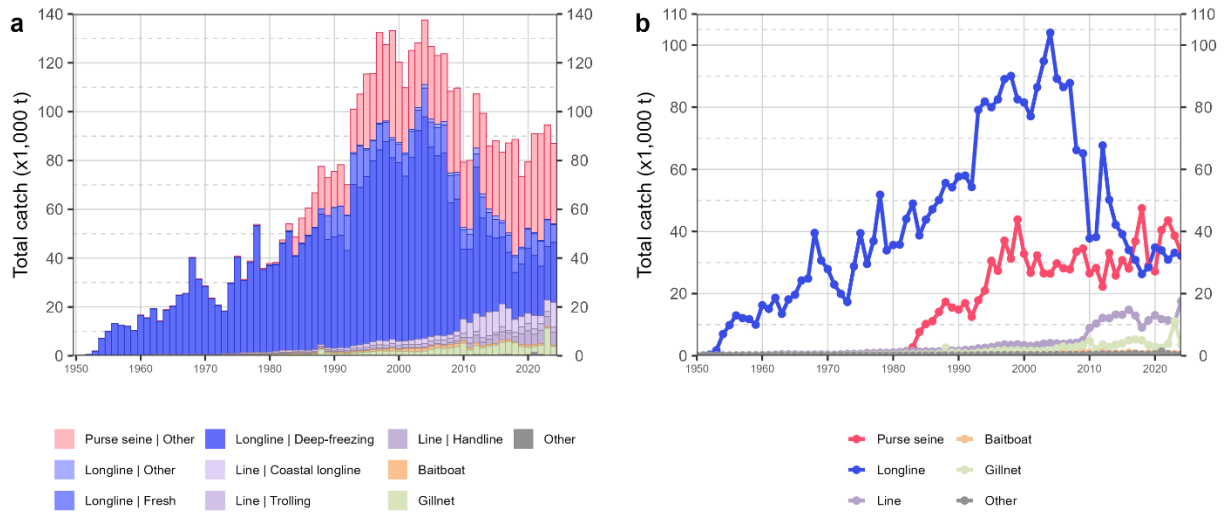 a
b
Total catch (x1,000 t)
140
120
100
80
60
40
20
0
140
120
100
80
60
40
20
0
1950 1960 1970 1980 1990 2000 2010 2020
Total catch (x1,000 t)
110
100
80
60
40
20
0
110
100
80
60
40
20
0
1950 1960 1970 1980 1990 2000 2010 2020
Purse seine | Other Longline | Deep-freezing Line | Handline Other
Longline | Other Line | Coastal longline Baitboat
Longline | Fresh Line | Trolling Gillnet
Purse seine Baitboat
Longline Gillnet
Line Other